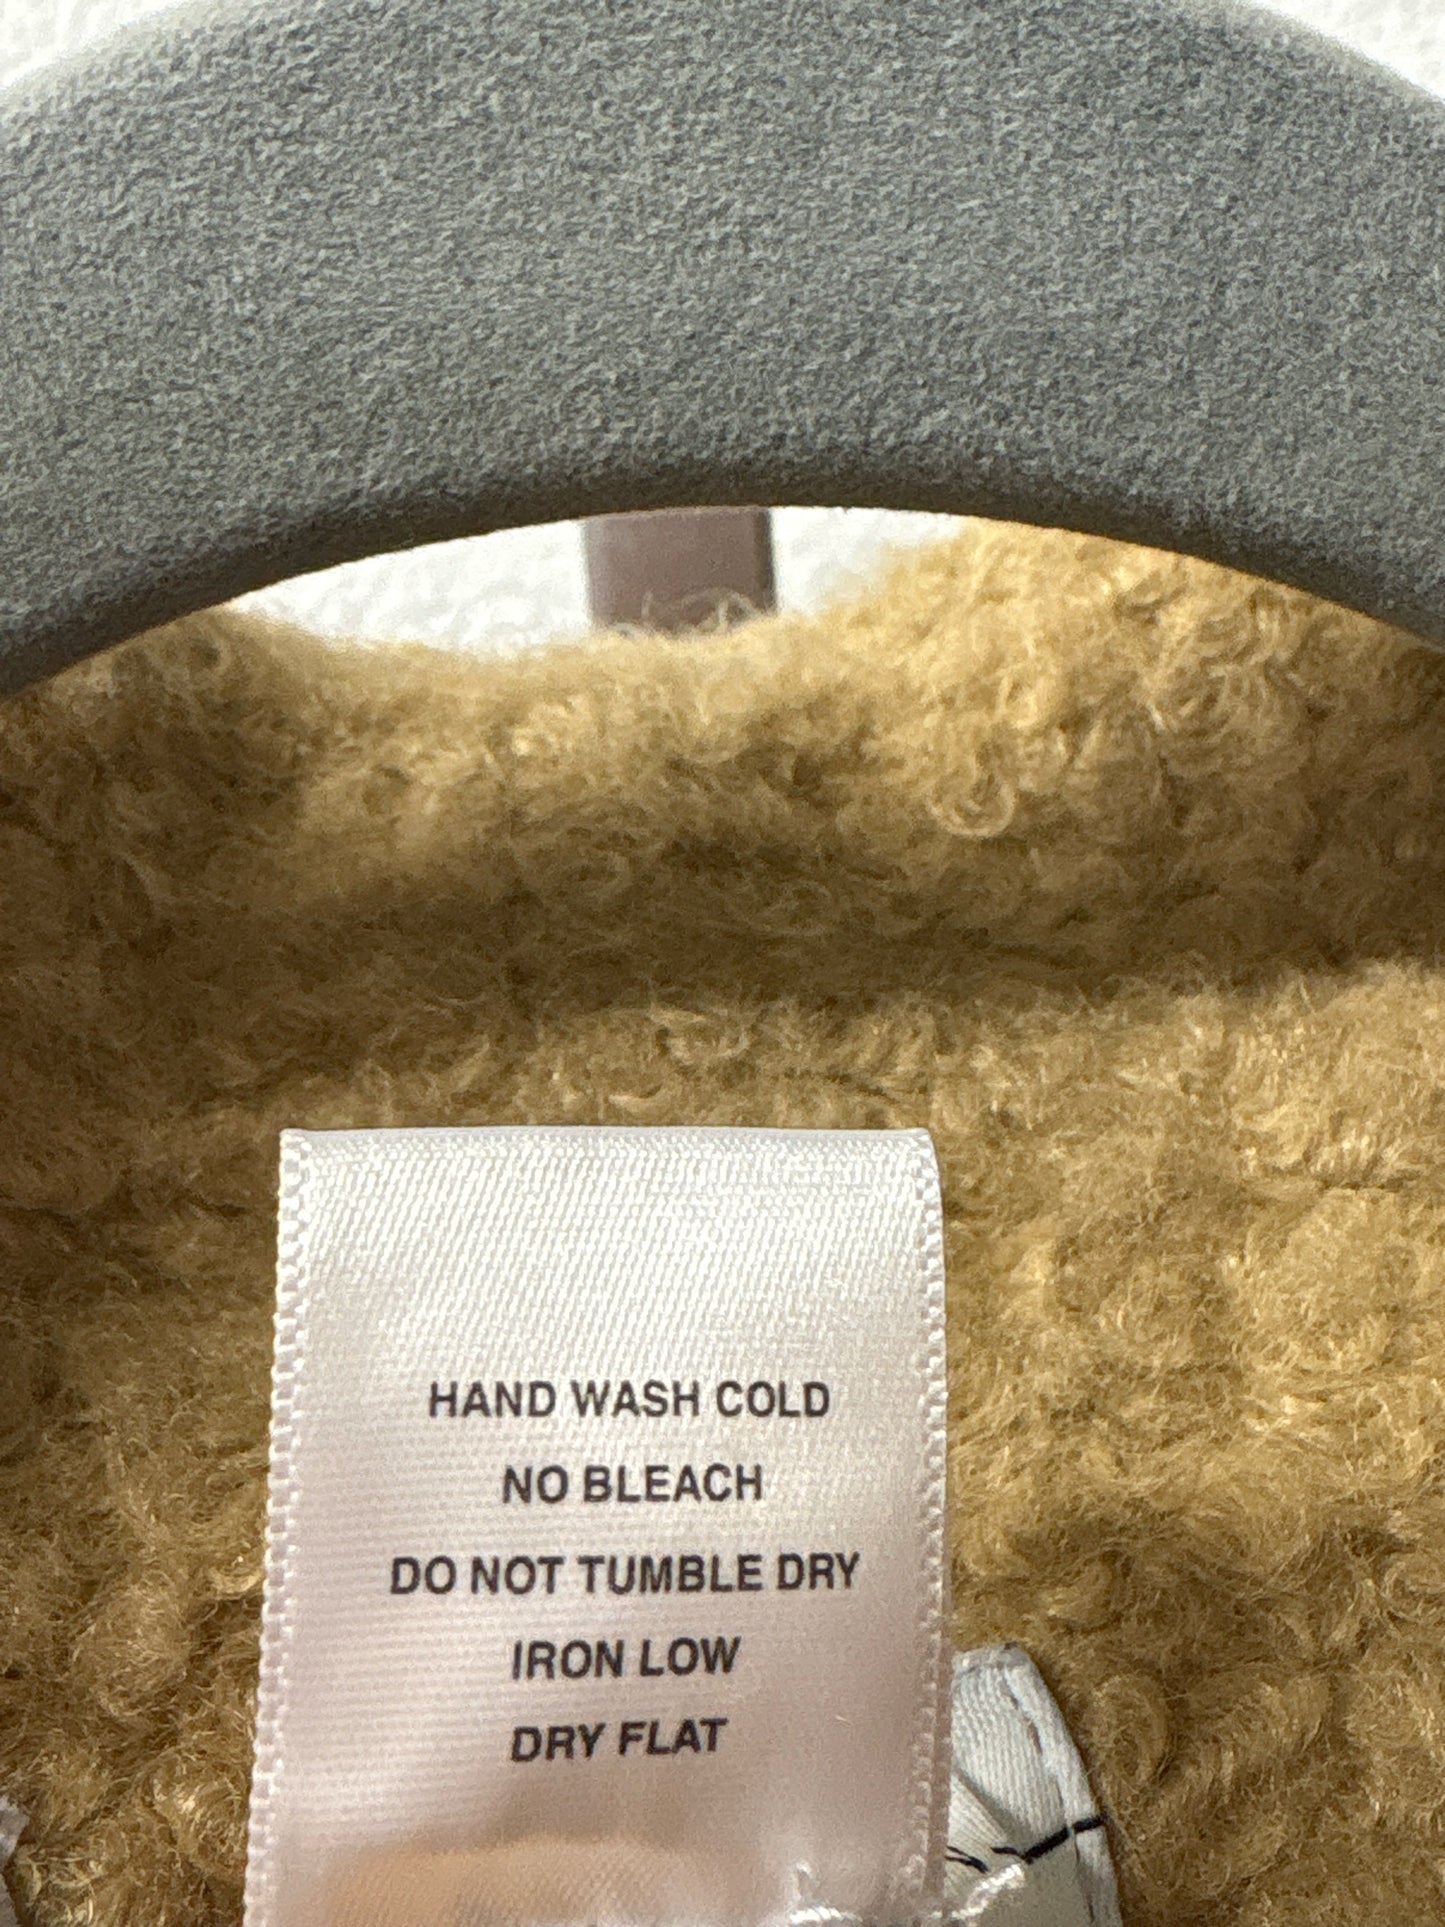 HAND WASH COLD
NO BLEACH
DO NOT TUMBLE DRY
IRON LOW
DRY FLAT